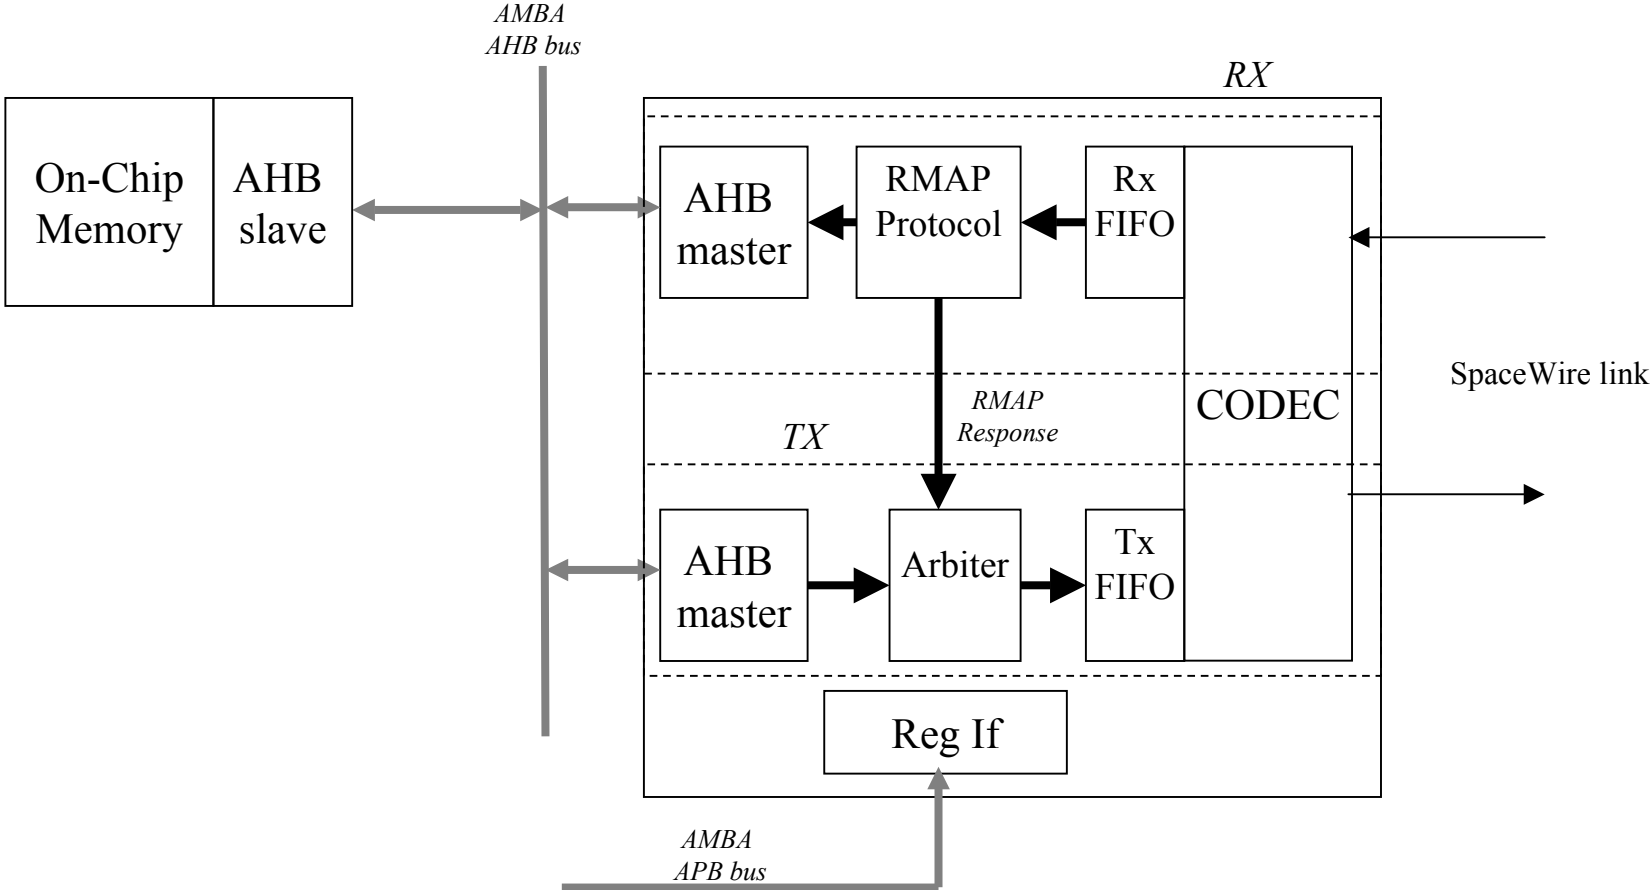 AMBA
AHB bus
RX
On-Chip
Memory
AHB
slave
AHB
master
RMAP
Protocol
Rx
FIFO
SpaceWire link
CODEC
RMAP
Response
TX
AHB
master
Arbiter
Tx
FIFO
Reg If
AMBA
APB bus